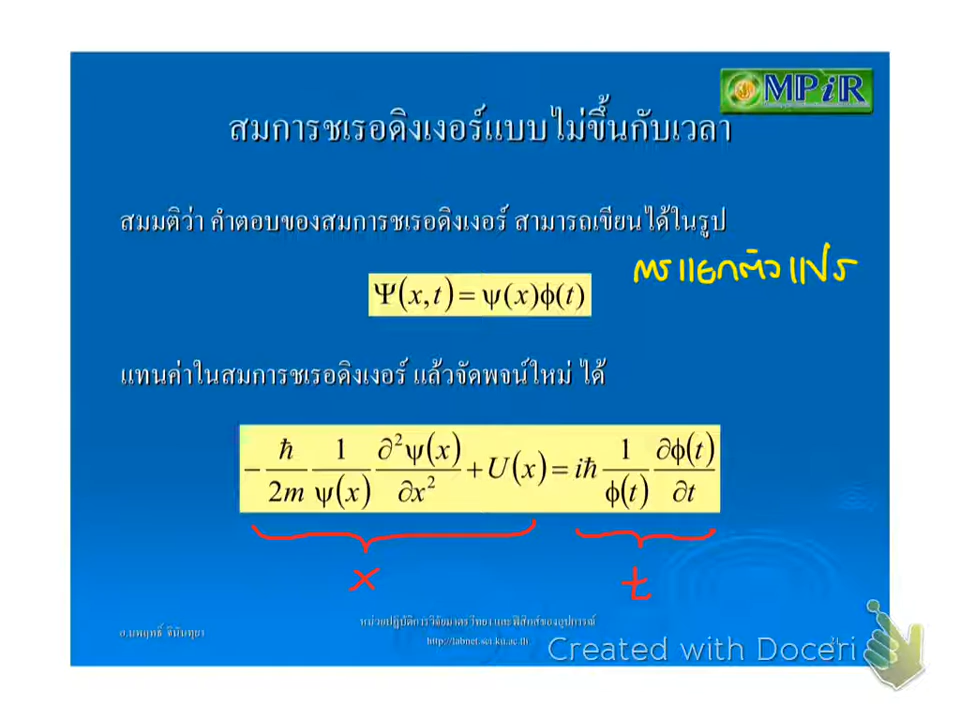 MPiR
สมการชเรอดิงเงอร์แบบไม่ขึ้นกับเวลา
สมมติว่า คำตอบของสมการชเรอดิงเงอร์ สามารถเขียนได้ในรูป
การแยกตัวแปร
Ψ(x,t) = ψ(x)ϕ(t)
แทนค่าในสมการชเรอดิงเงอร์ แล้วจัดพจน์ใหม่ ได้
−ħ/2m 1/ψ(x) ∂²ψ(x)/∂x² + U(x) = iħ 1/ϕ(t) ∂ϕ(t)/∂t
x t
หน่วยปฏิบัติการวิจัยมาตรวิทยา และฟิสิกส์ของอุปกรณ์
อ.นพฤทธิ์ จินันทุยา
http://labnet.sci.ku.ac.th
Created with Doceri